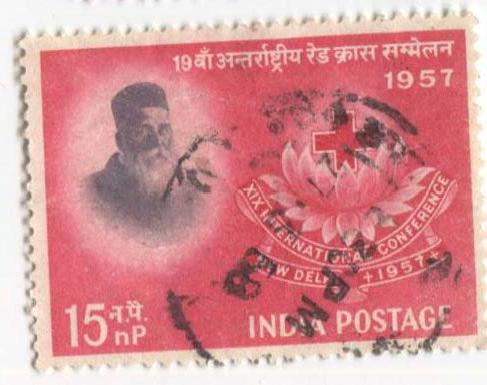 19वाँ अन्तर्राष्ट्रीय रेड क्रास सम्मेलन
1957
XIX INTERNATIONAL CONFERENCE
NEW DELHI 1957
15 न.पै.
nP
INDIA POSTAGE